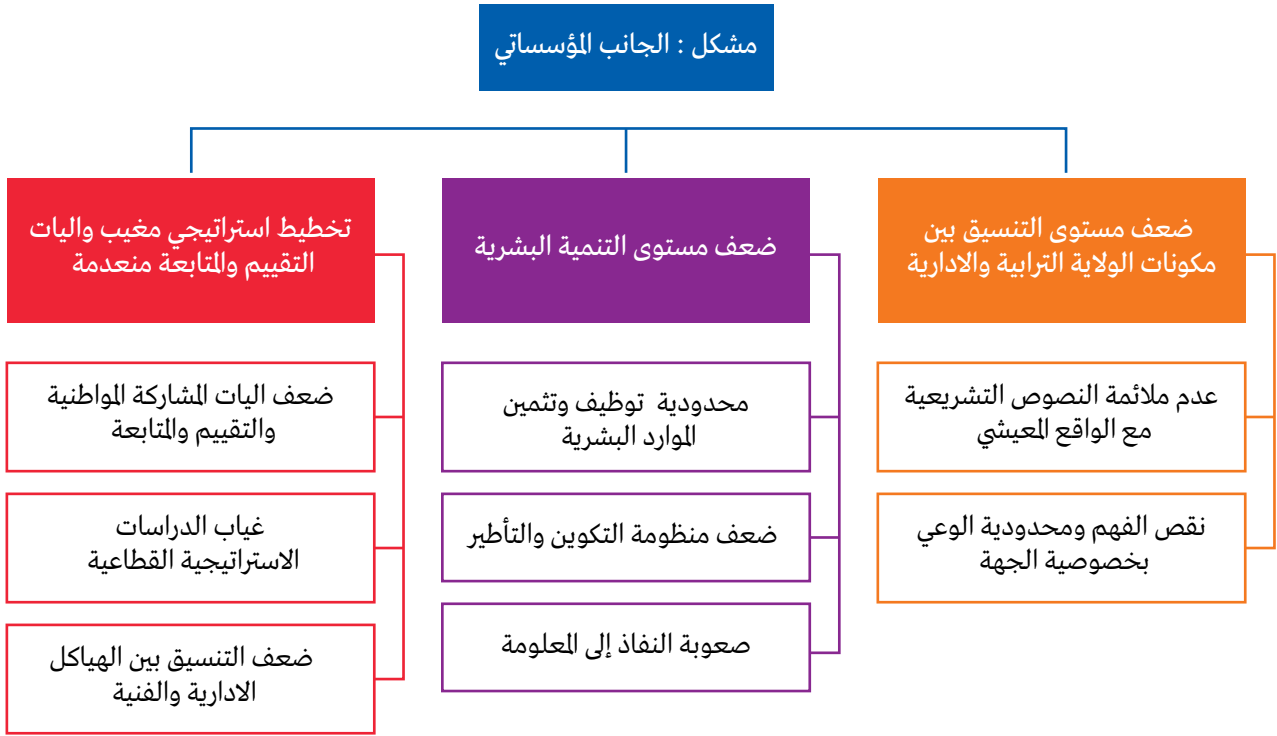 مشكل : الجانب المؤسساتي
ضعف مستوى التنسيق بين
مكونات الولاية الترابية والادارية
عدم ملائمة النصوص التشريعية
مع الواقع المعيشي
نقص الفهم ومحدودية الوعي
بخصوصية الجهة
ضعف مستوى التنمية البشرية
محدودية توظيف وتثمين
الموارد البشرية
ضعف منظومة التكوين والتأطير
صعوبة النفاذ إلى المعلومة
تخطيط استراتيجي مغيب واليات
التقييم والمتابعة منعدمة
ضعف اليات المشاركة المواطنية
والتقييم والمتابعة
غياب الدراسات
الاستراتيجية القطاعية
ضعف التنسيق بين الهياكل
الادارية والفنية